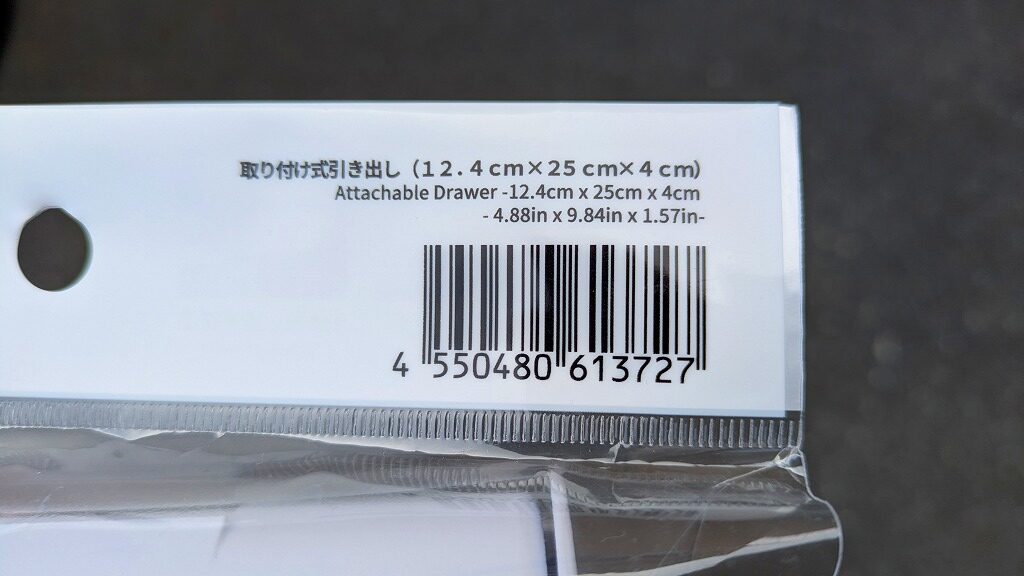 取り付け式引き出し（１２．４ｃｍ×２５ｃｍ×４ｃｍ）
Attachable Drawer -12.4cm x 25cm x 4cm
- 4.88in x 9.84in x 1.57in-
4 550480 613727